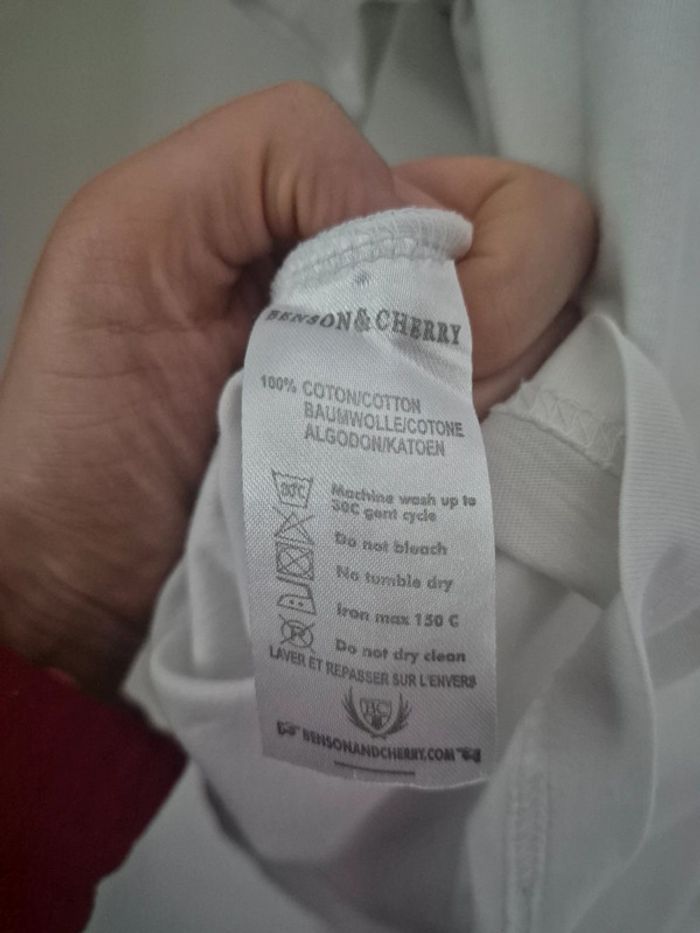 BENSON&CHERRY
100% COTON/COTTON
BAUMWOLLE/COTONE
ALGODON/KATOEN
30°C
Machine wash up to
30C gent cycle
Do not bleach
No tumble dry
Iron max 150 C
P
Do not dry clean
LAVER ET REPASSER SUR L'ENVERS
BC
BENSONANDCHERRY.COM